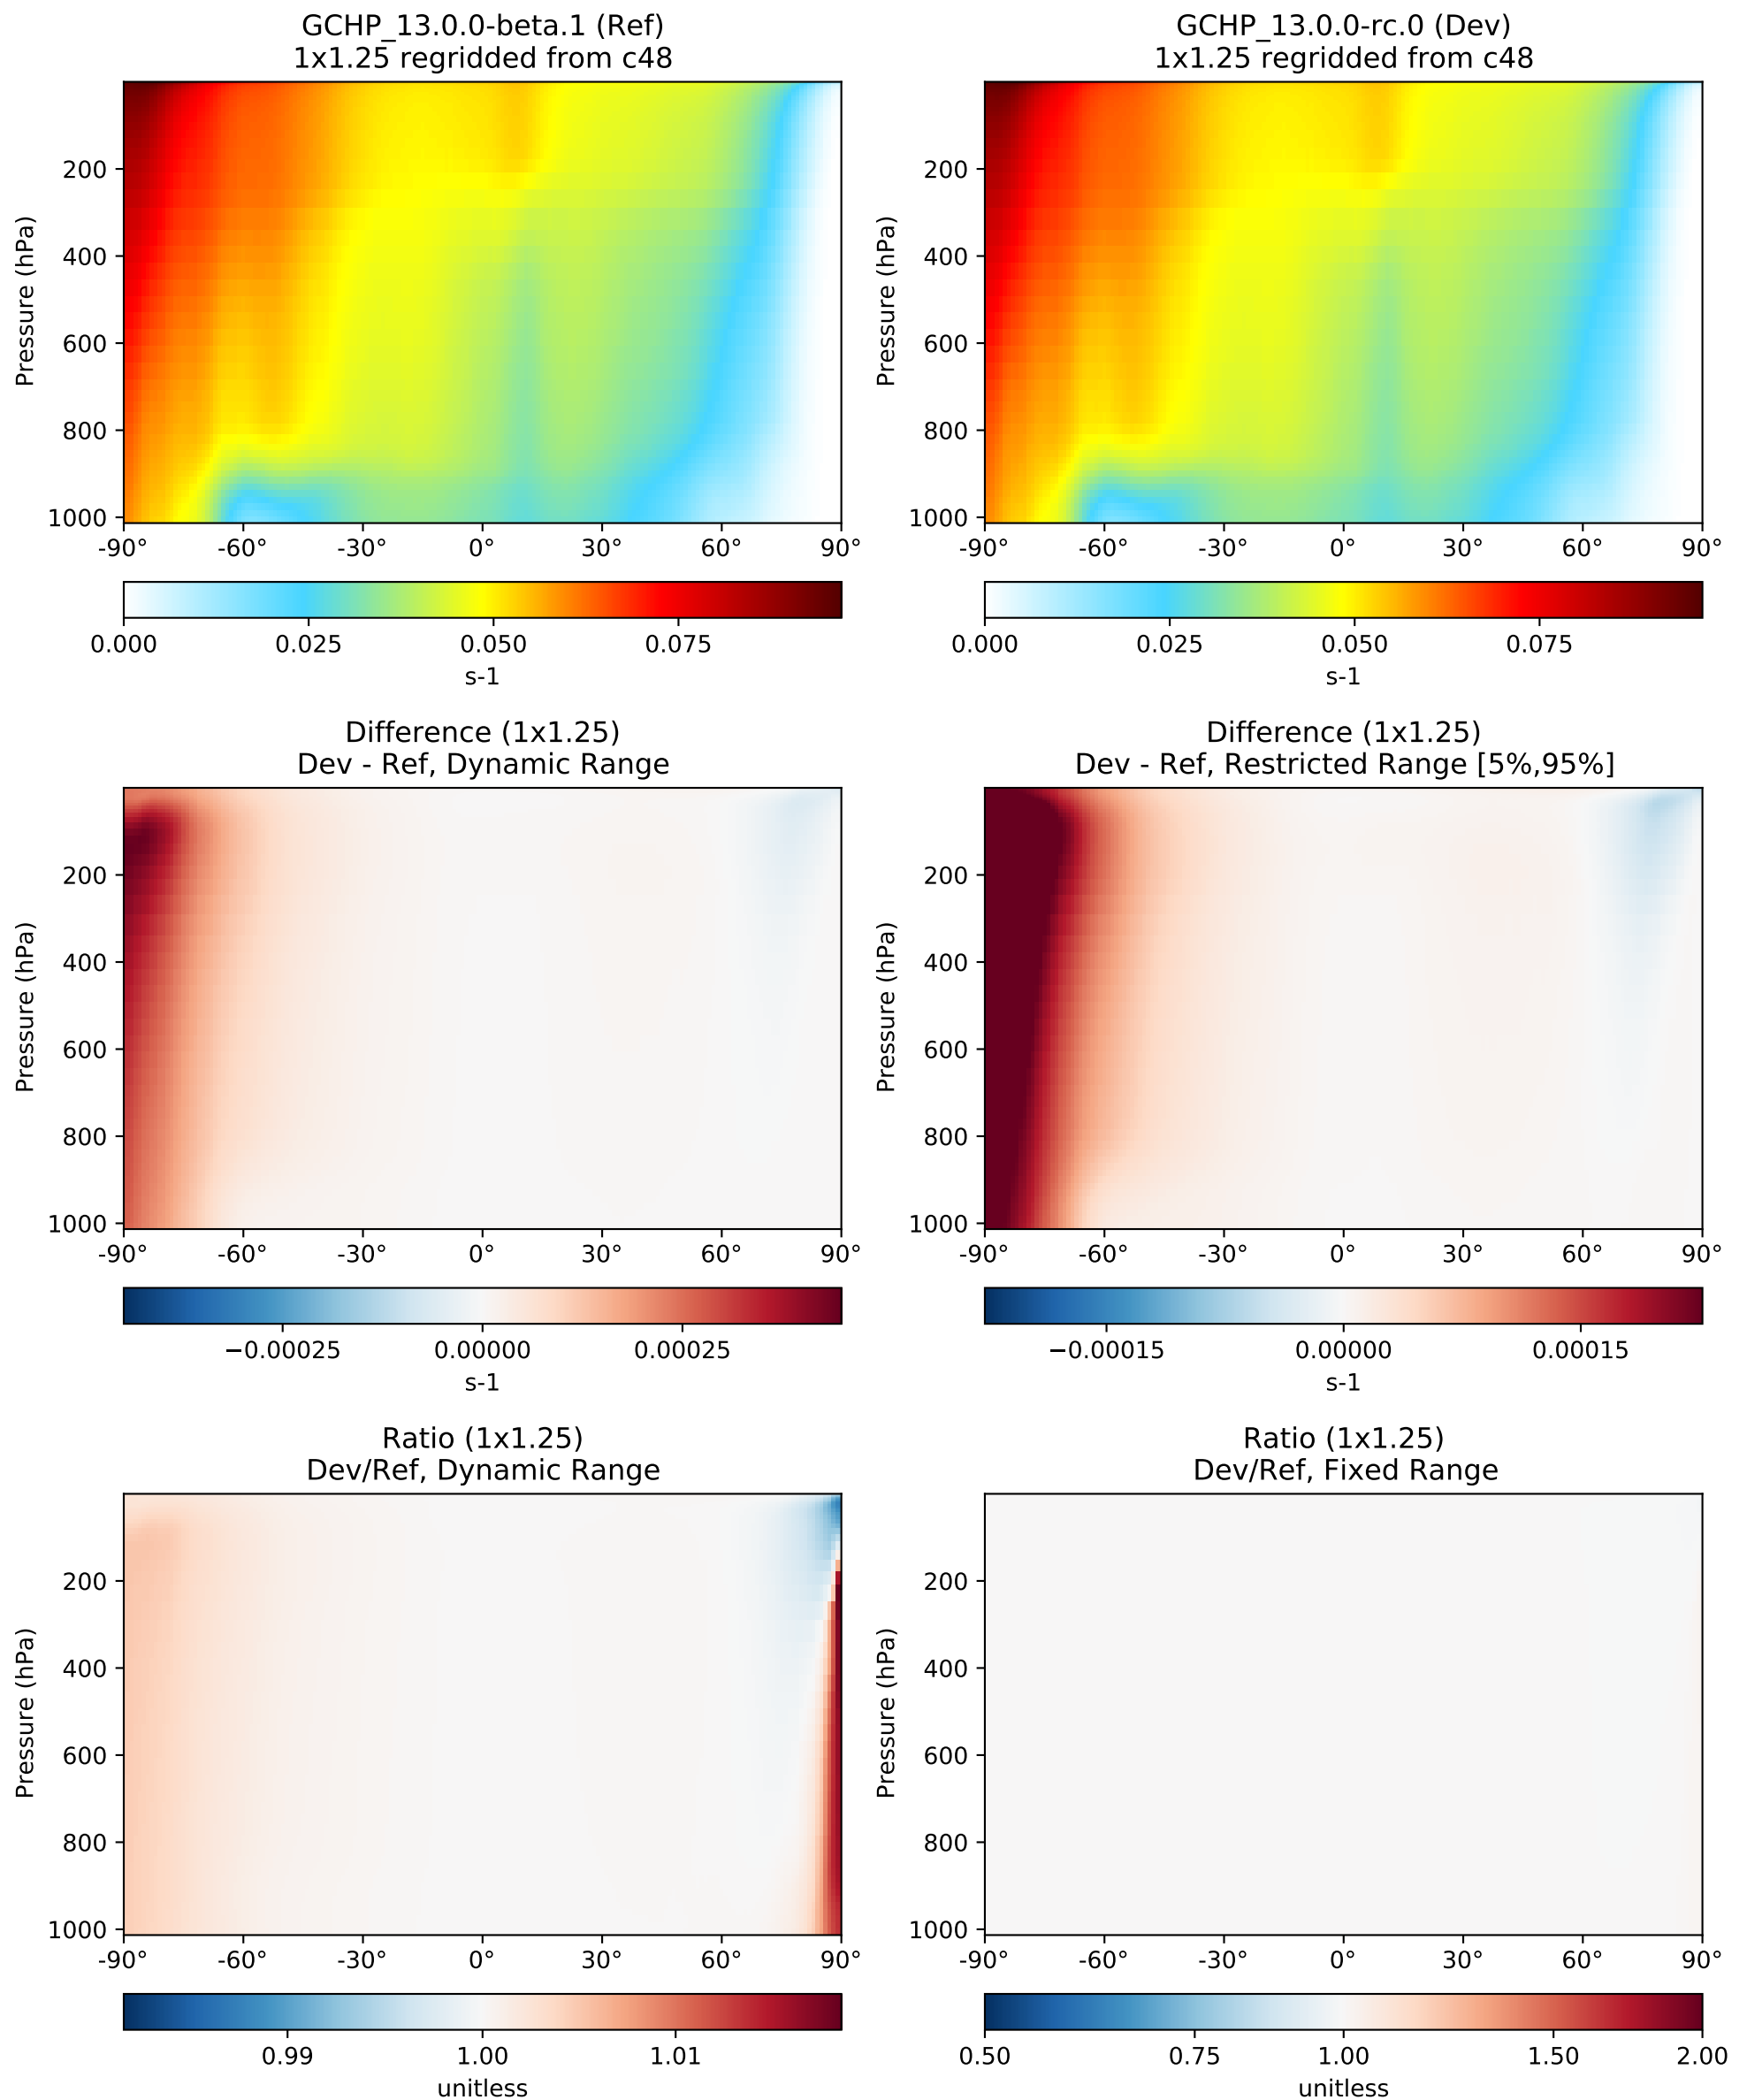 GCHP_13.0.0-beta.1 (Ref)
1x1.25 regridded from c48
Pressure (hPa)
200
400
600
800
1000
-90° -60° -30° 0° 30° 60° 90°
0.000 0.025 0.050 0.075
s-1
GCHP_13.0.0-rc.0 (Dev)
1x1.25 regridded from c48
Pressure (hPa)
200
400
600
800
1000
-90° -60° -30° 0° 30° 60° 90°
0.000 0.025 0.050 0.075
s-1
Difference (1x1.25)
Dev - Ref, Dynamic Range
Pressure (hPa)
200
400
600
800
1000
-90° -60° -30° 0° 30° 60° 90°
−0.00025 0.00000 0.00025
s-1
Difference (1x1.25)
Dev - Ref, Restricted Range [5%,95%]
Pressure (hPa)
200
400
600
800
1000
-90° -60° -30° 0° 30° 60° 90°
−0.00015 0.00000 0.00015
s-1
Ratio (1x1.25)
Dev/Ref, Dynamic Range
Pressure (hPa)
200
400
600
800
1000
-90° -60° -30° 0° 30° 60° 90°
0.99 1.00 1.01
unitless
Ratio (1x1.25)
Dev/Ref, Fixed Range
Pressure (hPa)
200
400
600
800
1000
-90° -60° -30° 0° 30° 60° 90°
0.50 0.75 1.00 1.50 2.00
unitless